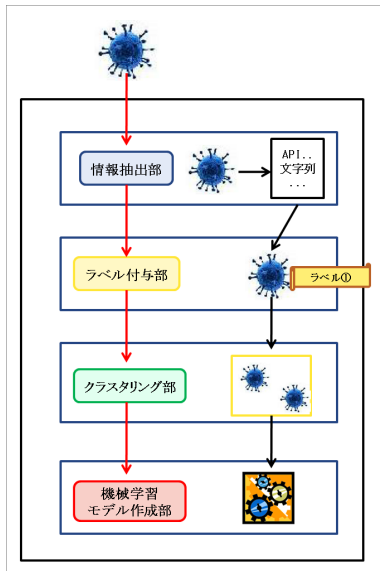 情報抽出部
API..
文字列
...
ラベル付与部
ラベル①
クラスタリング部
機械学習
モデル作成部